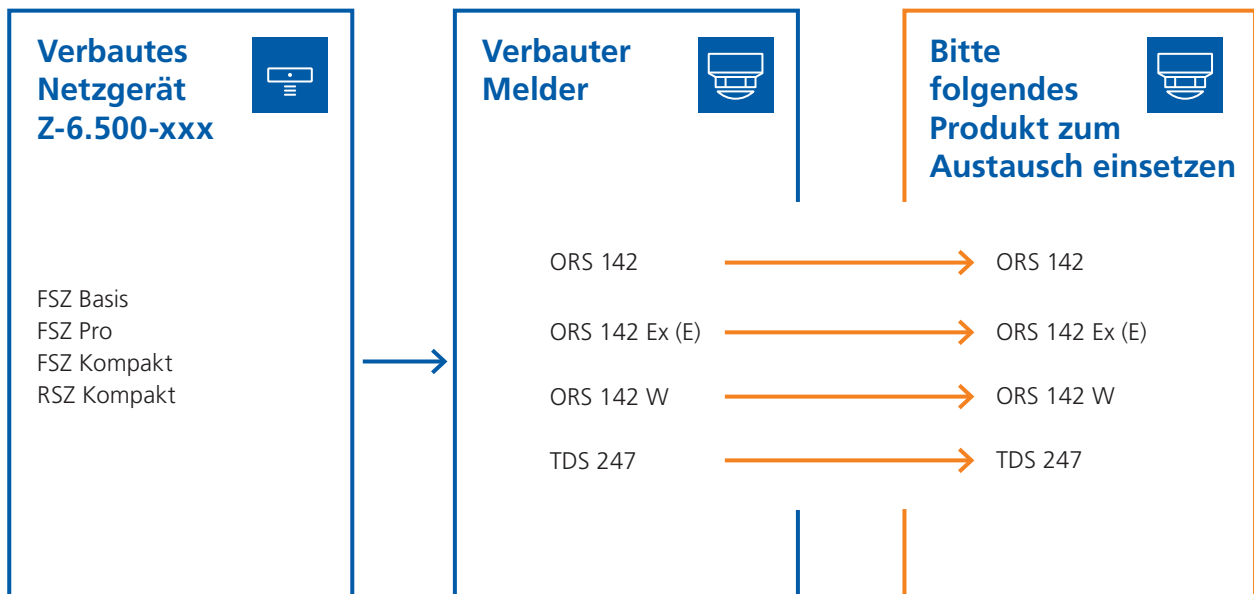 Verbautes
Netzgerät
Z-6.500-xxx
FSZ Basis
FSZ Pro
FSZ Kompakt
RSZ Kompakt
Verbauter
Melder
ORS 142
ORS 142 Ex (E)
ORS 142 W
TDS 247
Bitte
folgendes
Produkt zum
Austausch einsetzen
ORS 142
ORS 142 Ex (E)
ORS 142 W
TDS 247